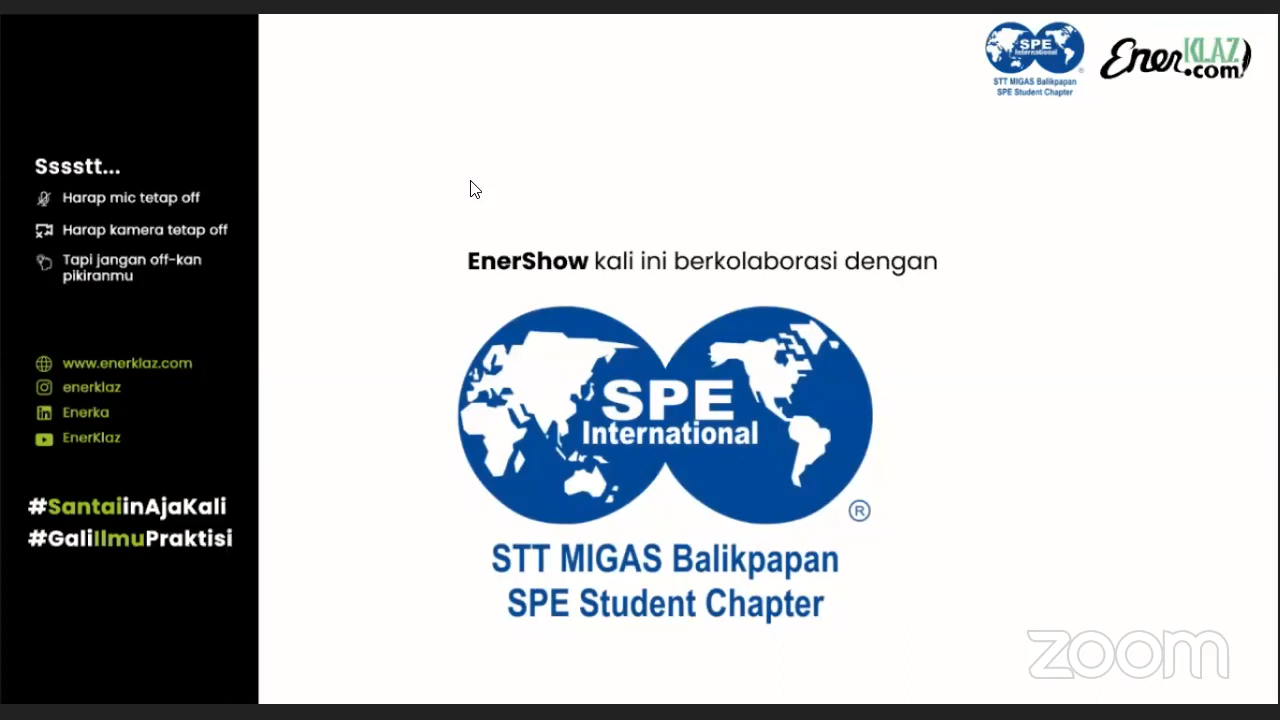 SPE
International
STT MIGAS Balikpapan
SPE Student Chapter
EnerKLAZ
.com
Sssstt...
Harap mic tetap off
Harap kamera tetap off
Tapi jangan off-kan
pikiranmu
www.enerklaz.com
enerklaz
Enerka
EnerKlaz
#SantaiinAjaKali
#GaliIlmuPraktisi
EnerShow kali ini berkolaborasi dengan
SPE
International
®
STT MIGAS Balikpapan
SPE Student Chapter
zoom